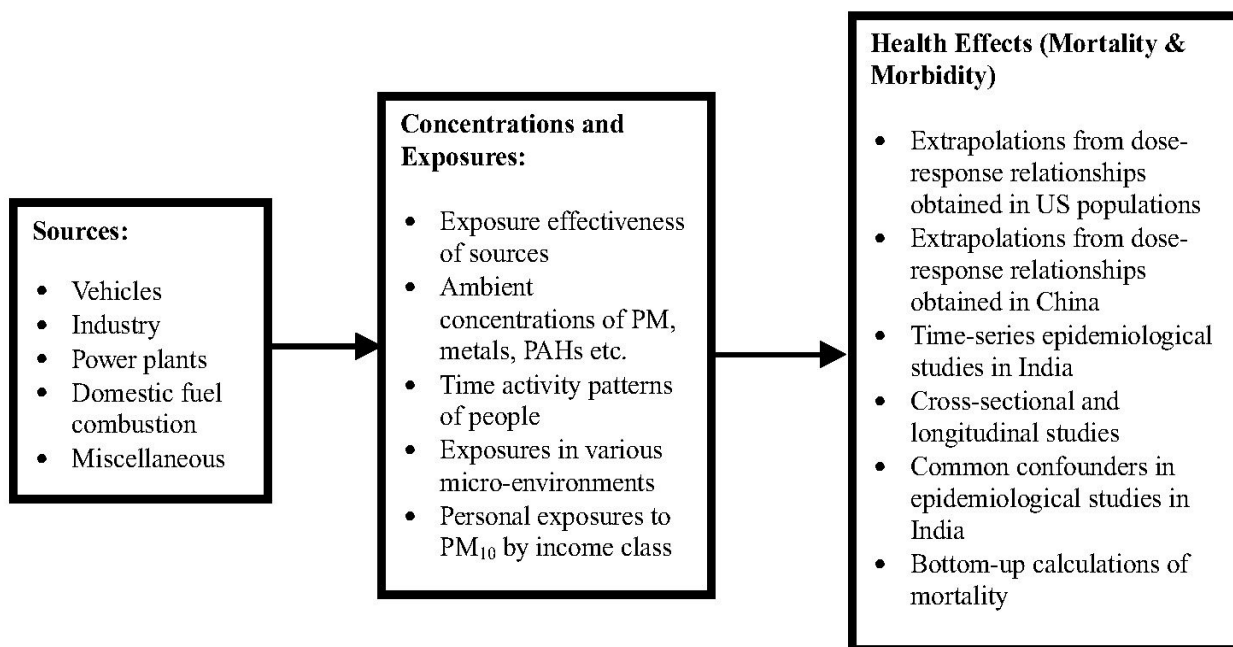 Sources:
• Vehicles
• Industry
• Power plants
• Domestic fuel
combustion
• Miscellaneous
Concentrations and
Exposures:
• Exposure effectiveness
of sources
• Ambient
concentrations of PM,
metals, PAHs etc.
• Time activity patterns
of people
• Exposures in various
micro-environments
• Personal exposures to
PM₁₀ by income class
Health Effects (Mortality &
Morbidity)
• Extrapolations from dose-
response relationships
obtained in US populations
• Extrapolations from dose-
response relationships
obtained in China
• Time-series epidemiological
studies in India
• Cross-sectional and
longitudinal studies
• Common confounders in
epidemiological studies in
India
• Bottom-up calculations of
mortality